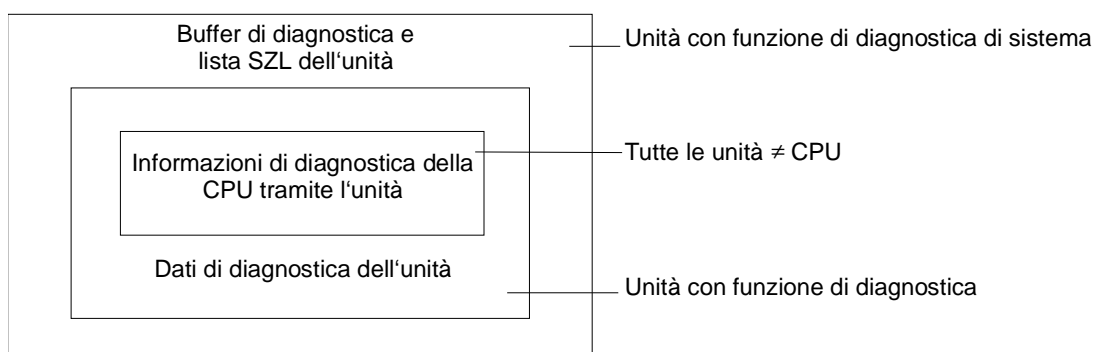 Buffer di diagnostica e
lista SZL dell‘unità
Unità con funzione di diagnostica di sistema
Informazioni di diagnostica della
CPU tramite l‘unità
Tutte le unità ≠ CPU
Dati di diagnostica dell‘unità
Unità con funzione di diagnostica